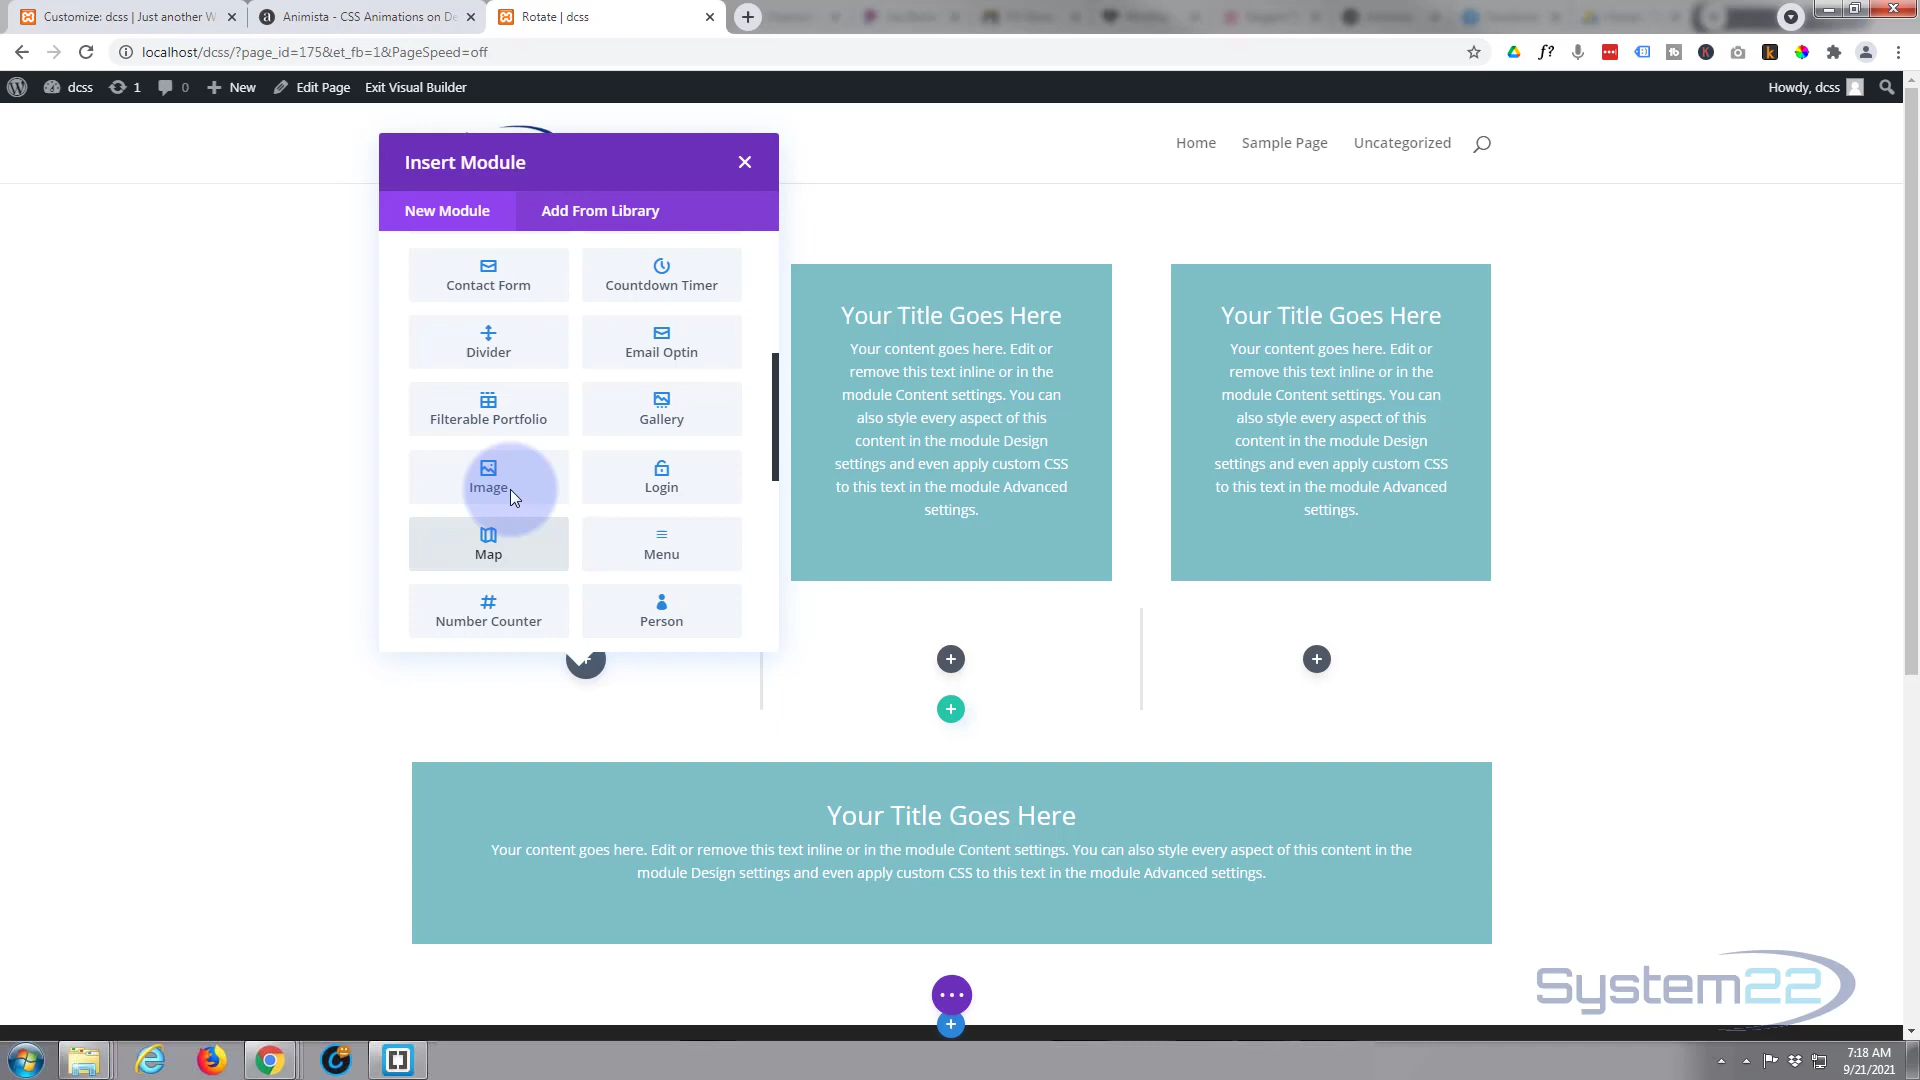 Customize: dcss | Just another W
Animista - CSS Animations on De
Rotate | dcss
localhost/dcss/?page_id=175&et_fb=1&PageSpeed=off
dcss
1
0
New
Edit Page
Exit Visual Builder
Howdy, dcss
Home
Sample Page
Uncategorized
Insert Module
New Module
Add From Library
Contact Form
Countdown Timer
Divider
Email Optin
Filterable Portfolio
Gallery
Image
Login
Map
Menu
Number Counter
Person
Your Title Goes Here
Your content goes here. Edit or
remove this text inline or in the
module Content settings. You can
also style every aspect of this
content in the module Design
settings and even apply custom CSS
to this text in the module Advanced
settings.
Your Title Goes Here
Your content goes here. Edit or
remove this text inline or in the
module Content settings. You can
also style every aspect of this
content in the module Design
settings and even apply custom CSS
to this text in the module Advanced
settings.
Your Title Goes Here
Your content goes here. Edit or remove this text inline or in the module Content settings. You can also style every aspect of this content in the
module Design settings and even apply custom CSS to this text in the module Advanced settings.
System22
7:18 AM
9/21/2021